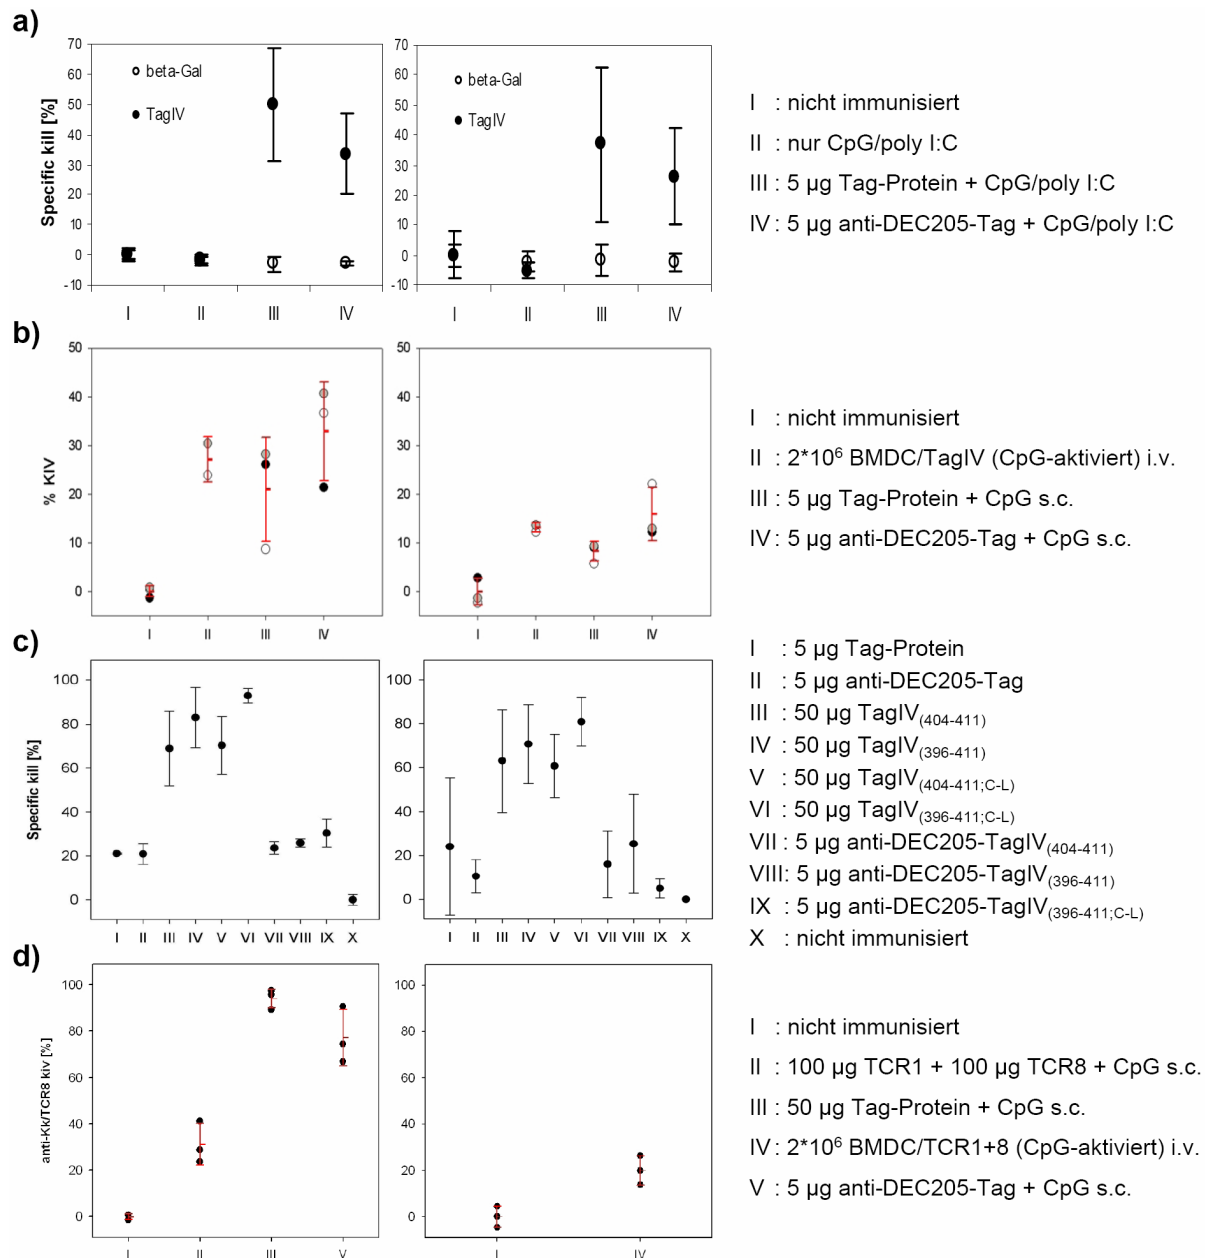 a)
70
60
50
40
30
20
10
0
-10
Specific kill [%]
beta-Gal
TagIV
I II III IV
70
60
50
40
30
20
10
0
-10
beta-Gal
TagIV
I II III IV
I : nicht immunisiert
II : nur CpG/poly I:C
III : 5 µg Tag-Protein + CpG/poly I:C
IV : 5 µg anti-DEC205-Tag + CpG/poly I:C
b)
50
40
30
20
10
0
% KIV
I II III IV
50
40
30
20
10
0
I II III IV
I : nicht immunisiert
II : 2*10⁶ BMDC/TagIV (CpG-aktiviert) i.v.
III : 5 µg Tag-Protein + CpG s.c.
IV : 5 µg anti-DEC205-Tag + CpG s.c.
c)
100
80
60
40
20
0
Specific kill [%]
I II III IV V VI VII VIII IX X
100
80
60
40
20
0
I II III IV V VI VII VIII IX X
I : 5 µg Tag-Protein
II : 5 µg anti-DEC205-Tag
III : 50 µg TagIV(404-411)
IV : 50 µg TagIV(396-411)
V : 50 µg TagIV(404-411;C-L)
VI : 50 µg TagIV(396-411;C-L)
VII : 5 µg anti-DEC205-TagIV(404-411)
VIII: 5 µg anti-DEC205-TagIV(396-411)
IX : 5 µg anti-DEC205-TagIV(396-411;C-L)
X : nicht immunisiert
d)
100
80
60
40
20
0
anti-Kk/TCR8 kiv [%]
I II III V
100
80
60
40
20
0
I IV
I : nicht immunisiert
II : 100 µg TCR1 + 100 µg TCR8 + CpG s.c.
III : 50 µg Tag-Protein + CpG s.c.
IV : 2*10⁶ BMDC/TCR1+8 (CpG-aktiviert) i.v.
V : 5 µg anti-DEC205-Tag + CpG s.c.